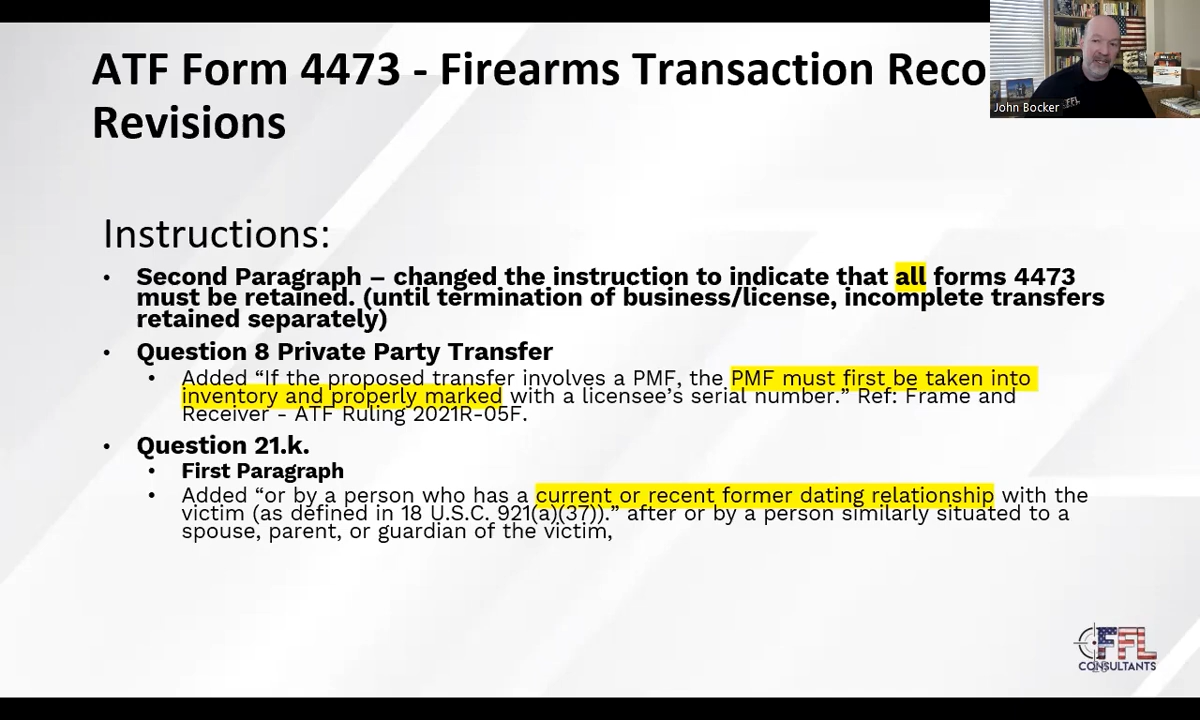 ATF Form 4473 - Firearms Transaction Reco
Revisions
John Bocker
FFL
Instructions:
• Second Paragraph – changed the instruction to indicate that all forms 4473
must be retained. (until termination of business/license, incomplete transfers
retained separately)
• Question 8 Private Party Transfer
• Added “If the proposed transfer involves a PMF, the PMF must first be taken into
inventory and properly marked with a licensee’s serial number.” Ref: Frame and
Receiver - ATF Ruling 2021R-05F.
• Question 21.k.
• First Paragraph
• Added “or by a person who has a current or recent former dating relationship with the
victim (as defined in 18 U.S.C. 921(a)(37)).” after or by a person similarly situated to a
spouse, parent, or guardian of the victim,
FFL
CONSULTANTS